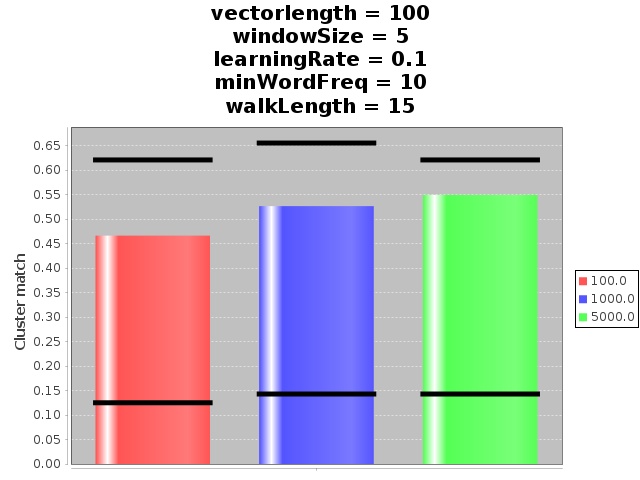 vectorlength = 100
windowSize = 5
learningRate = 0.1
minWordFreq = 10
walkLength = 15
Cluster match
0.65
0.60
0.55
0.50
0.45
0.40
0.35
0.30
0.25
0.20
0.15
0.10
0.05
0.00
100.0
1000.0
5000.0